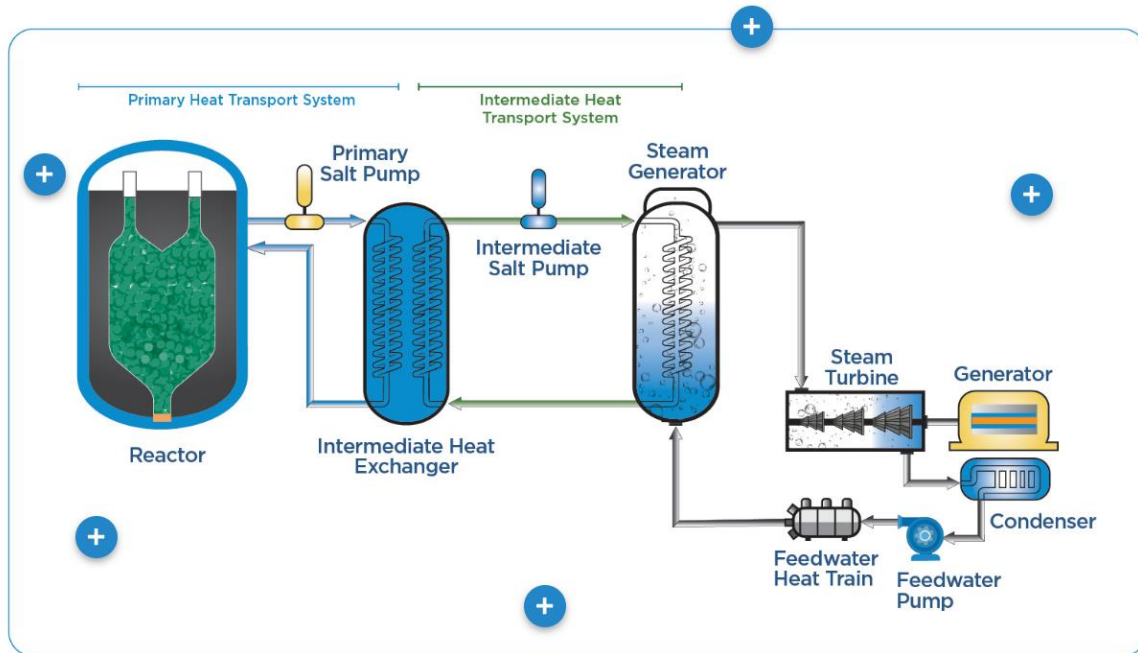 Primary Heat Transport System
Intermediate Heat
Transport System
Primary
Salt Pump
Steam
Generator
Intermediate
Salt Pump
Steam
Turbine
Generator
Reactor
Intermediate Heat
Exchanger
Condenser
Feedwater
Heat Train
Feedwater
Pump